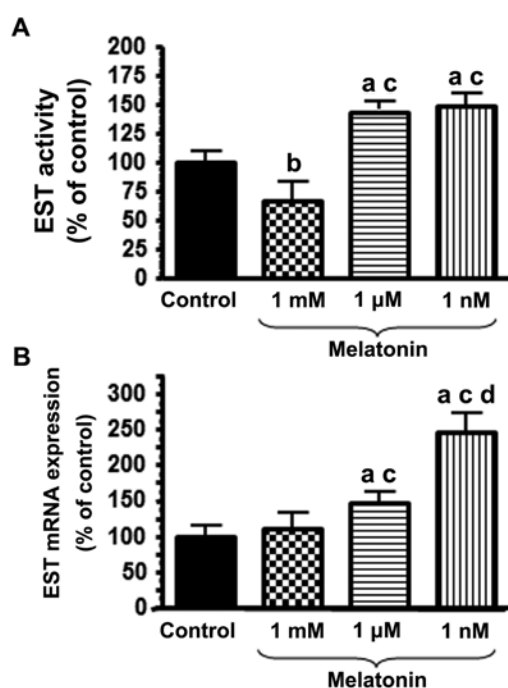 A
EST activity
(% of control)
200
175
150
125
100
75
50
25
0
b
a c
a c
Control
1 mM
1 µM
1 nM
Melatonin
B
EST mRNA expression
(% of control)
300
250
200
150
100
50
0
a c
a c d
Control
1 mM
1 µM
1 nM
Melatonin